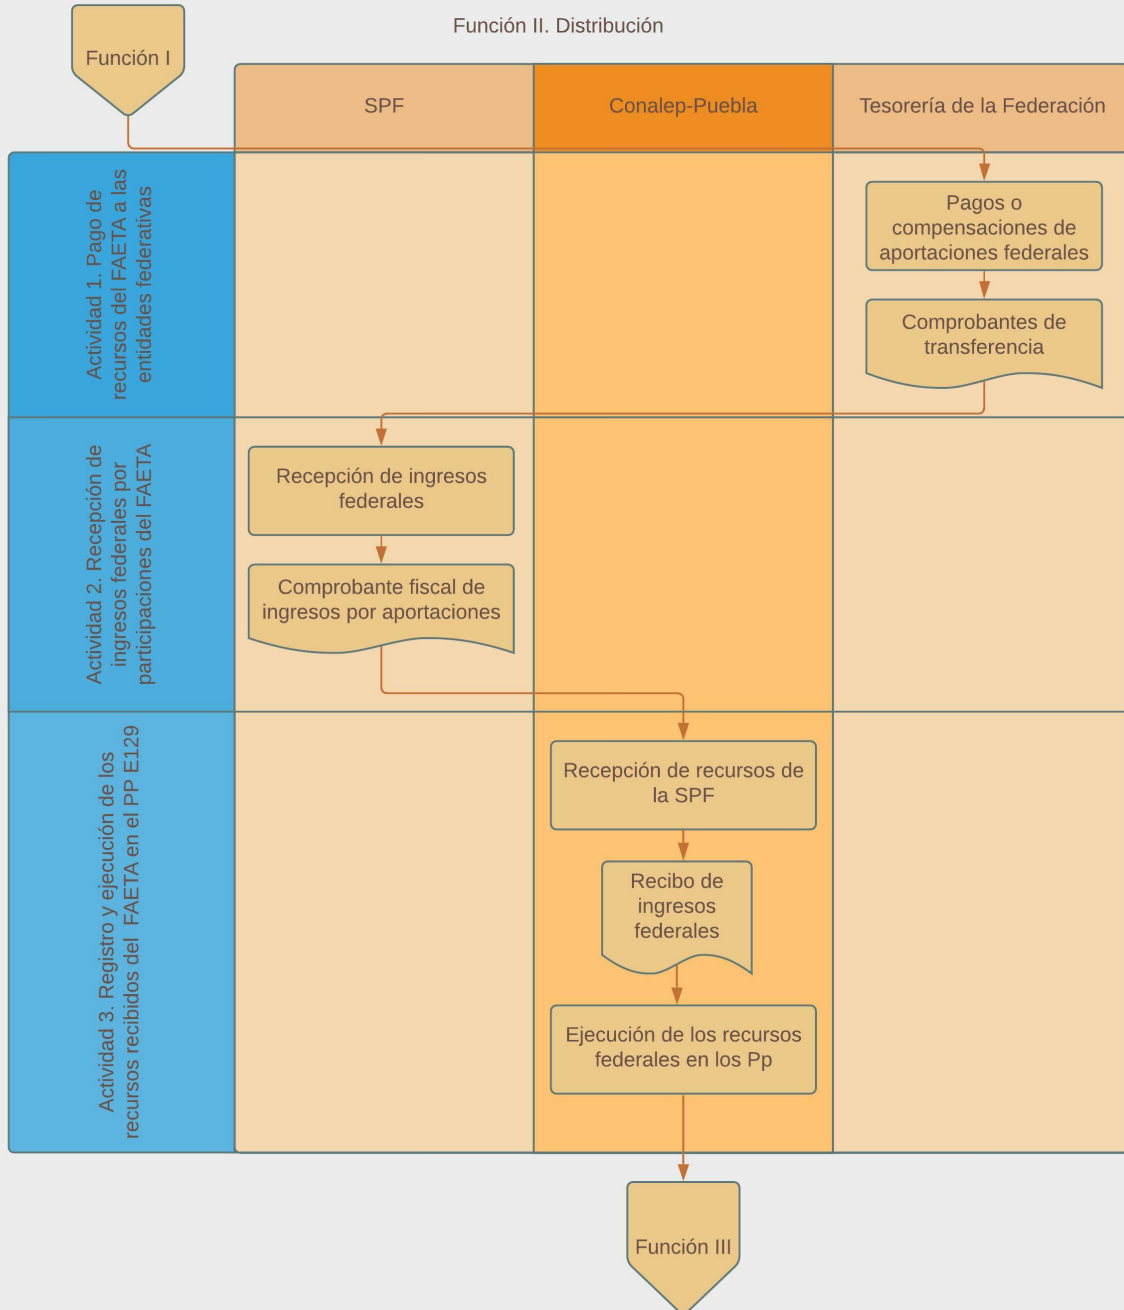 Función II. Distribución
Función I
SPF
Conalep-Puebla
Tesorería de la Federación
Actividad 1. Pago de
recursos del FAETA a las
entidades federativas
Pagos o
compensaciones de
aportaciones federales
Comprobantes de
transferencia
Actividad 2. Recepción de
ingresos federales por
participaciones del FAETA
Recepción de ingresos
federales
Comprobante fiscal de
ingresos por aportaciones
Actividad 3. Registro y ejecución de los
recursos recibidos del  FAETA en el PP E129
Recepción de recursos de
la SPF
Recibo de
ingresos
federales
Ejecución de los recursos
federales en los Pp
Función III